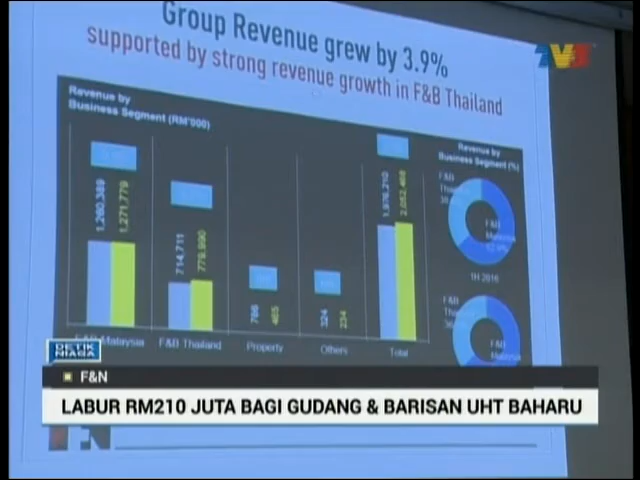 Group Revenue grew by 3.9%
supported by strong revenue growth in F&B Thailand
TV3
Revenue by
Business Segment (RM'000)
1,260,389
1,271,779
714,711
779,990
786
465
324
234
1,976,210
2,052,468
F&B Malaysia
F&B Thailand
Property
Others
Total
Revenue by
Business Segment (%)
F&B
F&B
Malaysia
1H 2016
F&B
F&B
Malaysia
DETIK
NIAGA
F&N
LABUR RM210 JUTA BAGI GUDANG & BARISAN UHT BAHARU